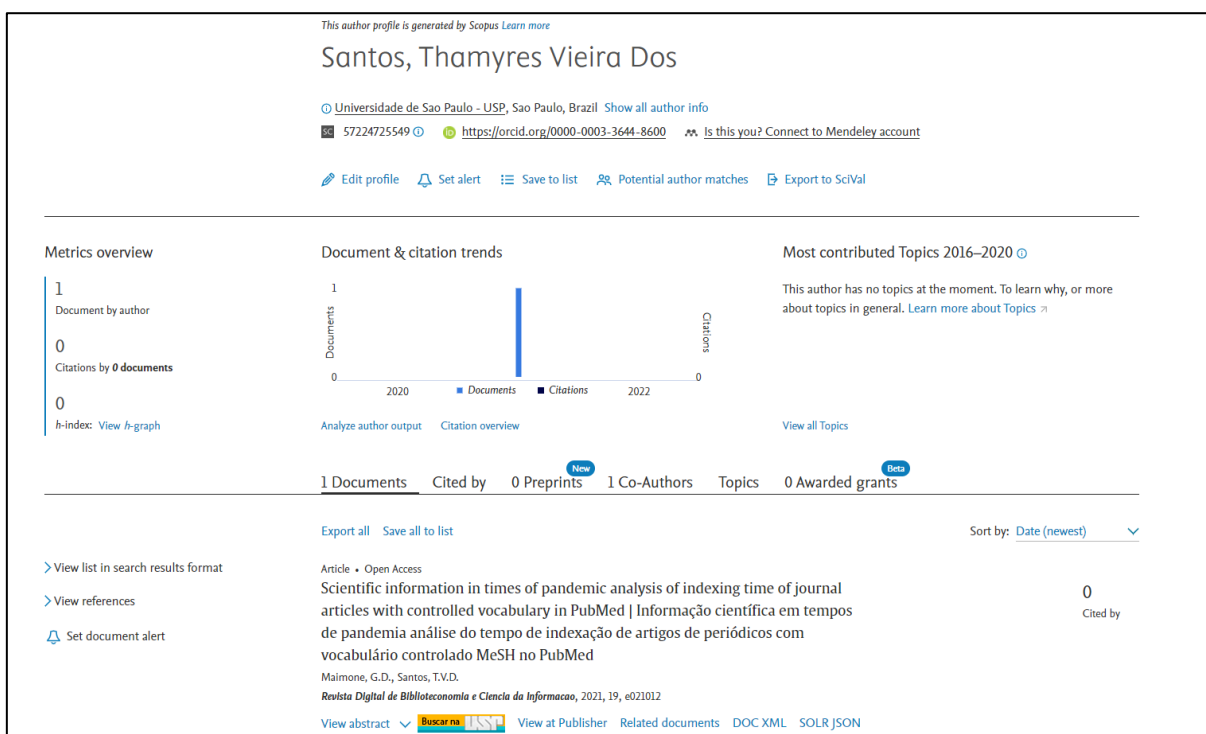 This author profile is generated by Scopus Learn more
Santos, Thamyres Vieira Dos
Universidade de Sao Paulo - USP, Sao Paulo, Brazil Show all author info
SC 57224725549 iD https://orcid.org/0000-0003-3644-8600 Is this you? Connect to Mendeley account
Edit profile Set alert Save to list Potential author matches Export to SciVal
Metrics overview
1
Document by author
0
Citations by 0 documents
0
h-index: View h-graph
Document & citation trends
1
Documents
Citations
0
0
2020
Documents
Citations
2022
Analyze author output Citation overview
Most contributed Topics 2016–2020
This author has no topics at the moment. To learn why, or more
about topics in general. Learn more about Topics
View all Topics
1 Documents Cited by 0 Preprints New 1 Co-Authors Topics 0 Awarded grants Beta
Export all Save all to list
Sort by: Date (newest)
View list in search results format
View references
Set document alert
Article • Open Access
Scientific information in times of pandemic analysis of indexing time of journal
articles with controlled vocabulary in PubMed | Informação científica em tempos
de pandemia análise do tempo de indexação de artigos de periódicos com
vocabulário controlado MeSH no PubMed
Maimone, G.D., Santos, T.V.D.
Revista Digital de Biblioteconomia e Ciencia da Informacao, 2021, 19, e021012
0
Cited by
View abstract Buscar na USP View at Publisher Related documents DOC XML SOLR JSON